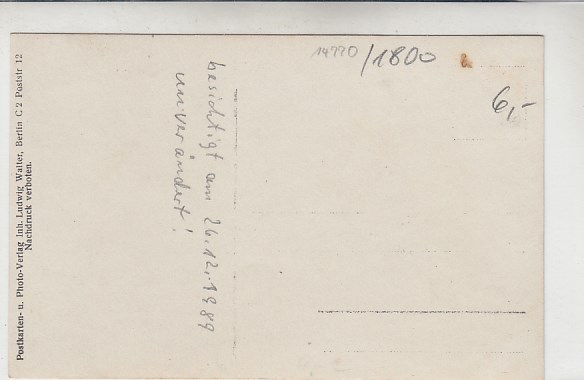 Postkarten- u. Photo-Verlag Inh. Ludwig Walter, Berlin C 2 Poststr 12
Nachdruck verboten.
besichtigt am 26.12.1989
unverändert!
14720/1800
6,-